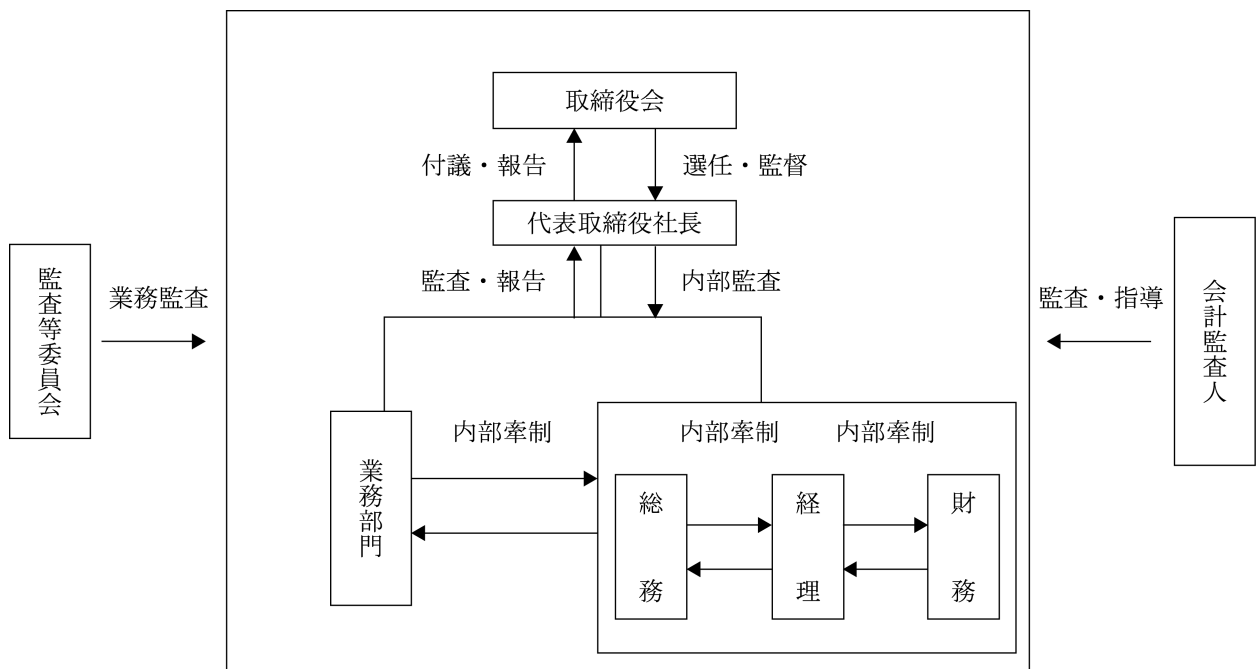 取締役会
付議・報告
選任・監督
代表取締役社長
監査・報告
内部監査
監査等委員会
業務監査
監査・指導
会計監査人
内部牽制
内部牽制
内部牽制
業務部門
総務
経理
財務